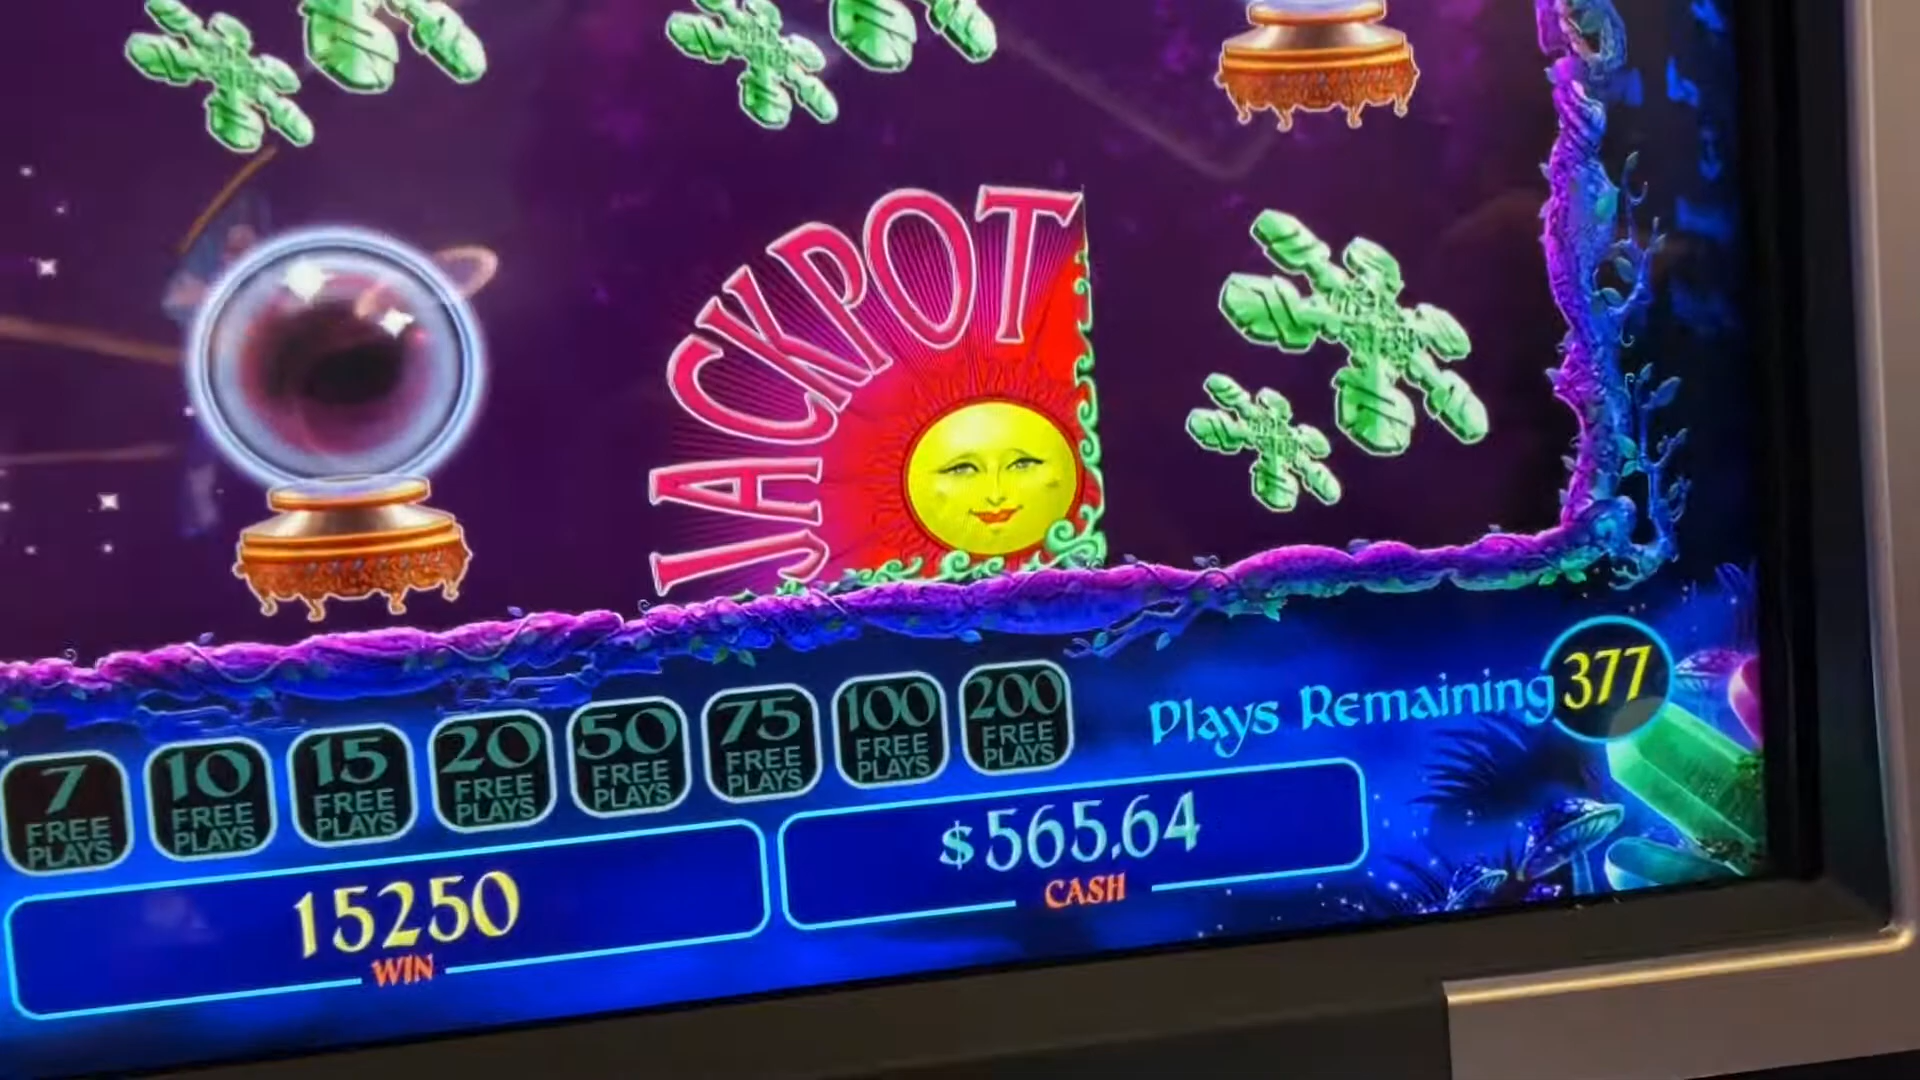 JACKPOT
Plays Remaining 377
7 FREE PLAYS
10 FREE PLAYS
15 FREE PLAYS
20 FREE PLAYS
50 FREE PLAYS
75 FREE PLAYS
100 FREE PLAYS
200 FREE PLAYS
15250
WIN
$565.64
CASH